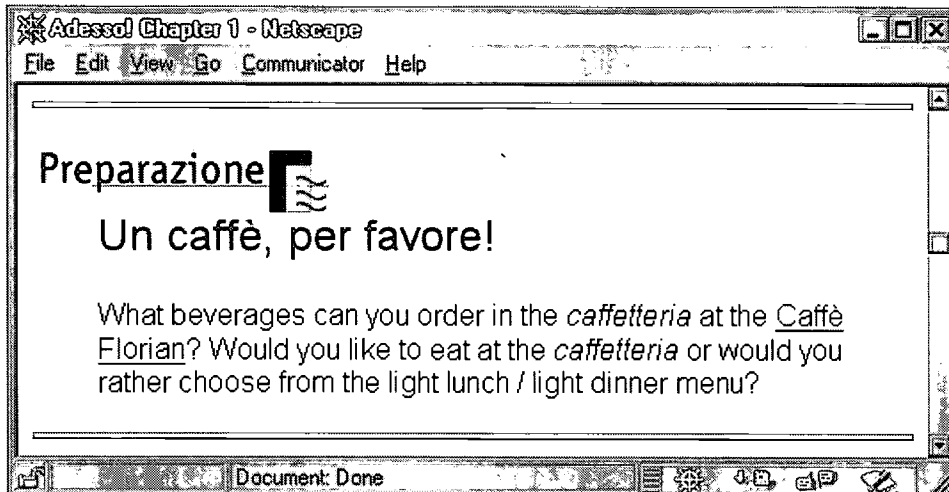 Adesso! Chapter 1 - Netscape
File Edit View Go Communicator Help
Preparazione
Un caffè, per favore!
What beverages can you order in the caffetteria at the Caffè
Florian? Would you like to eat at the caffetteria or would you
rather choose from the light lunch / light dinner menu?
Document: Done